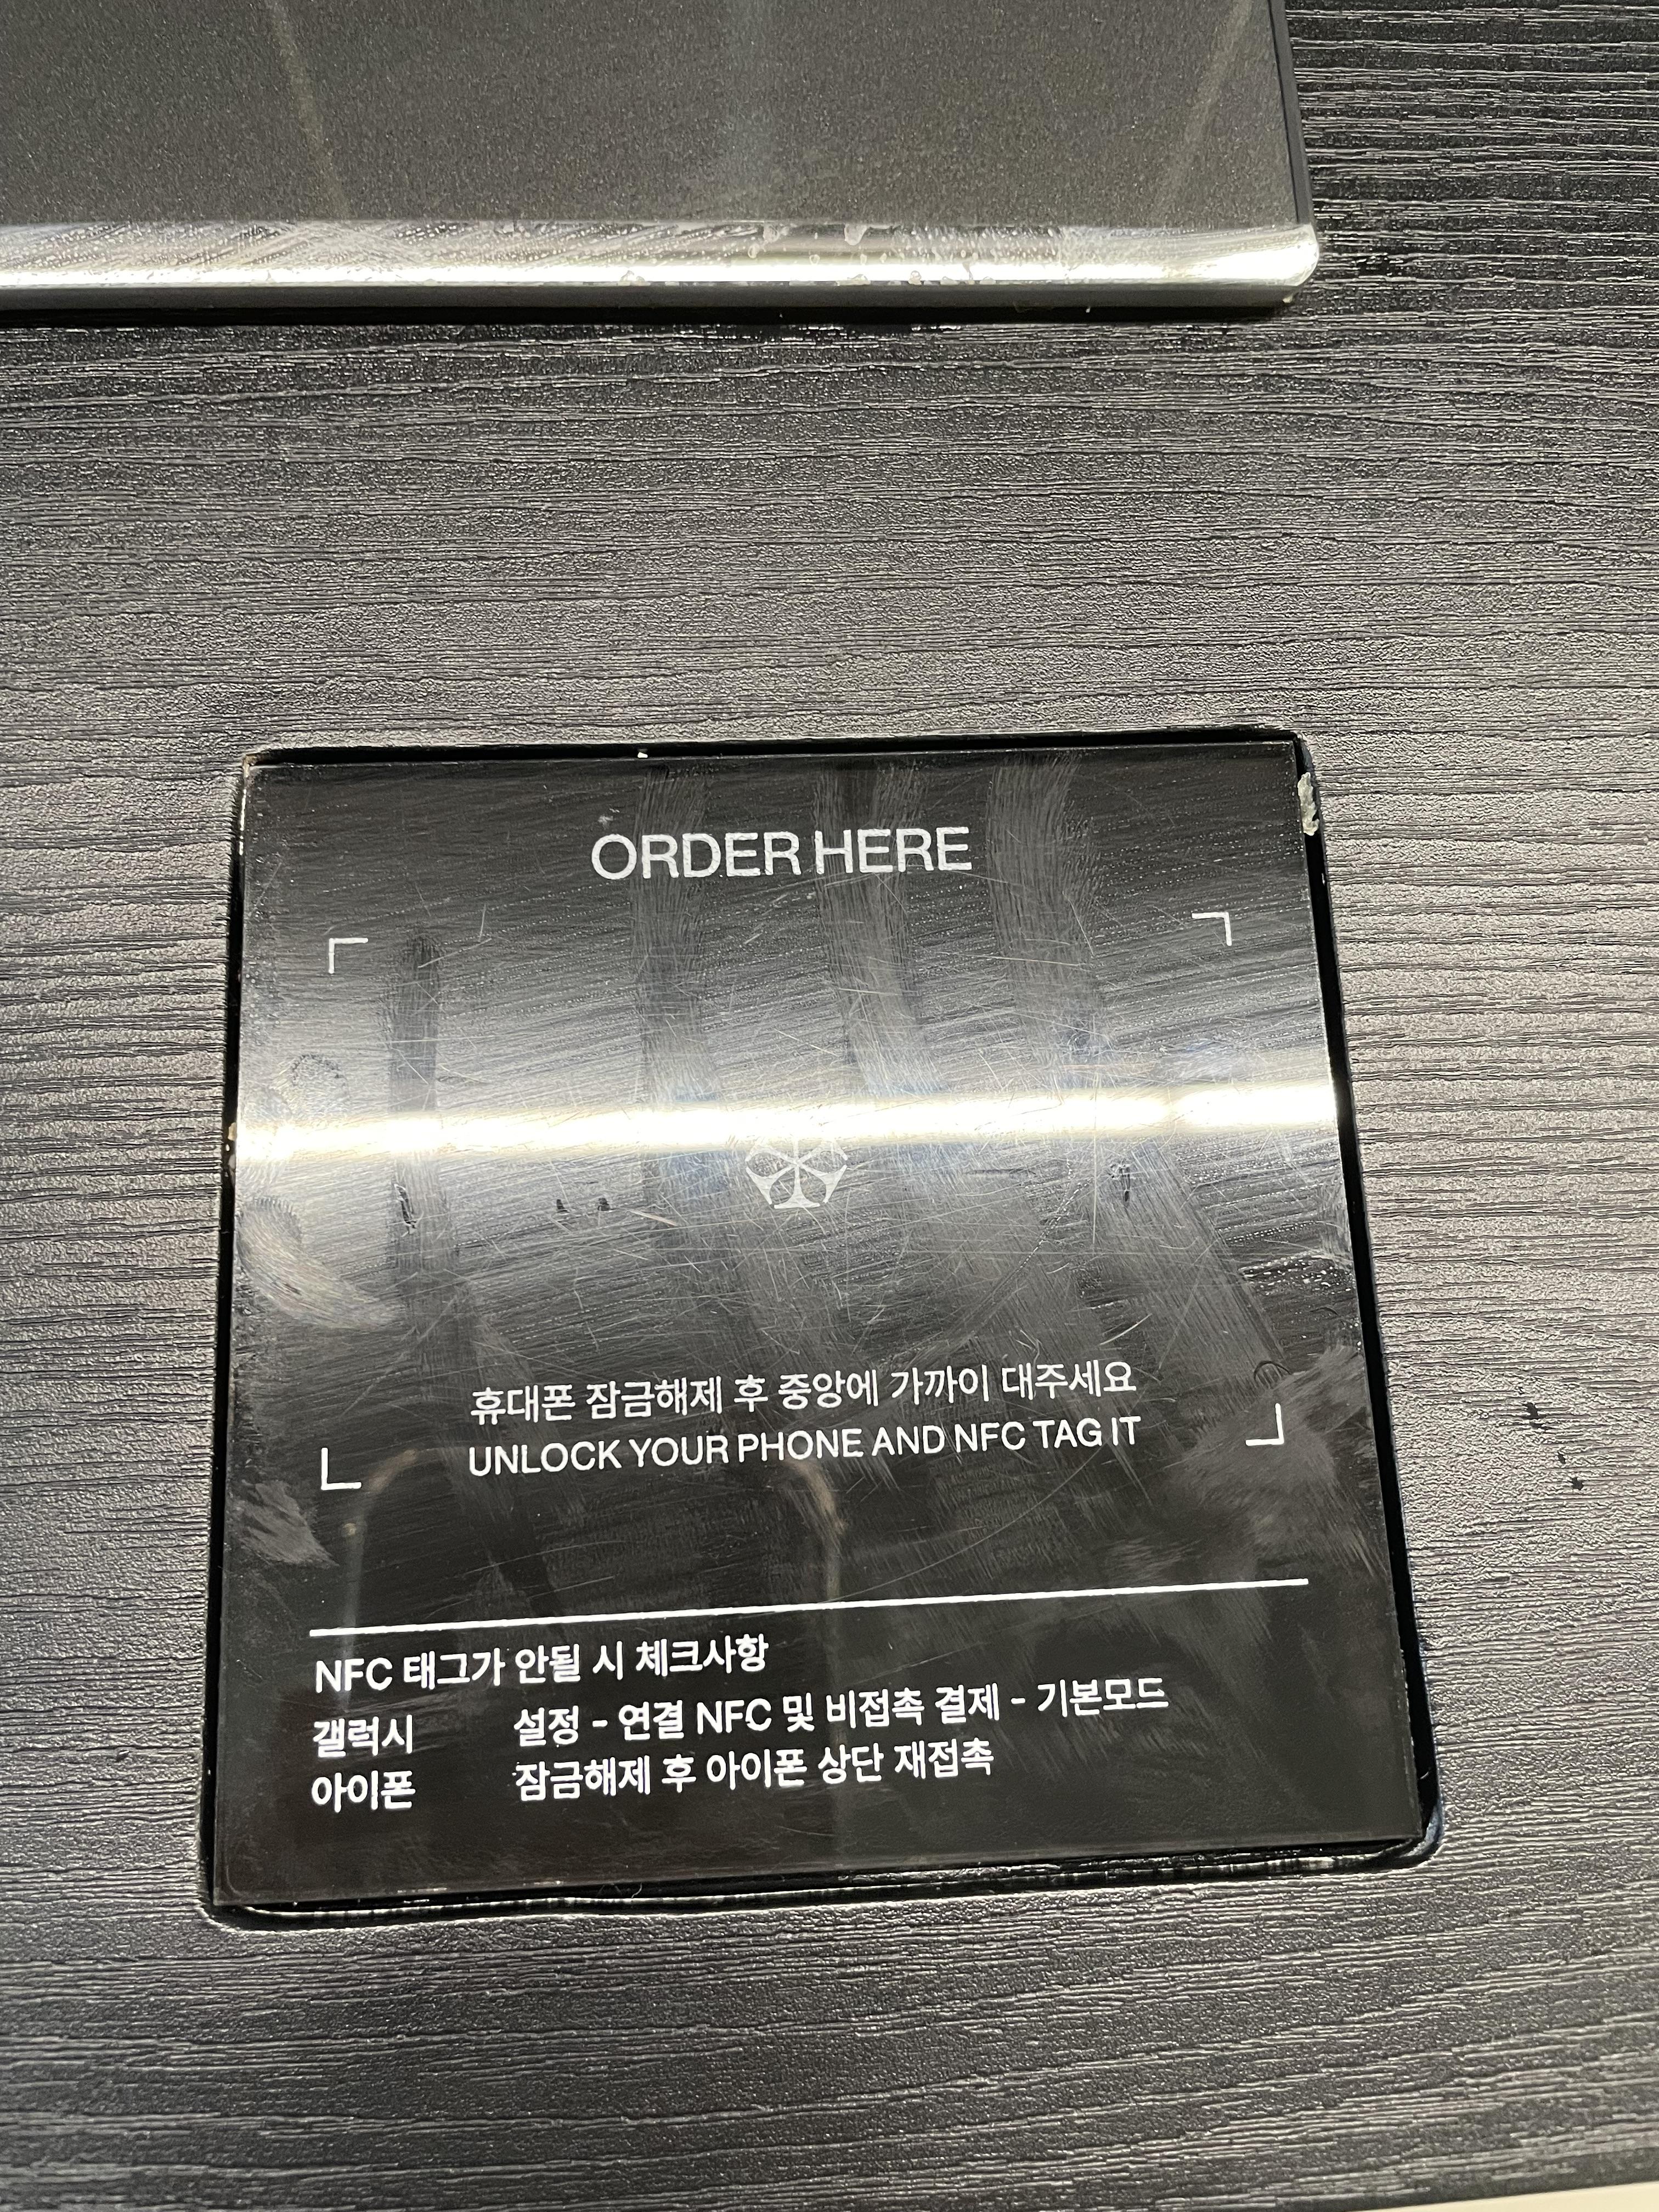 ORDER HERE
휴대폰 잠금해제 후 중앙에 가까이 대주세요
UNLOCK YOUR PHONE AND NFC TAG IT
NFC 태그가 안될 시 체크사항
갤럭시 설정 - 연결 NFC 및 비접촉 결제 - 기본모드
아이폰 잠금해제 후 아이폰 상단 재접촉